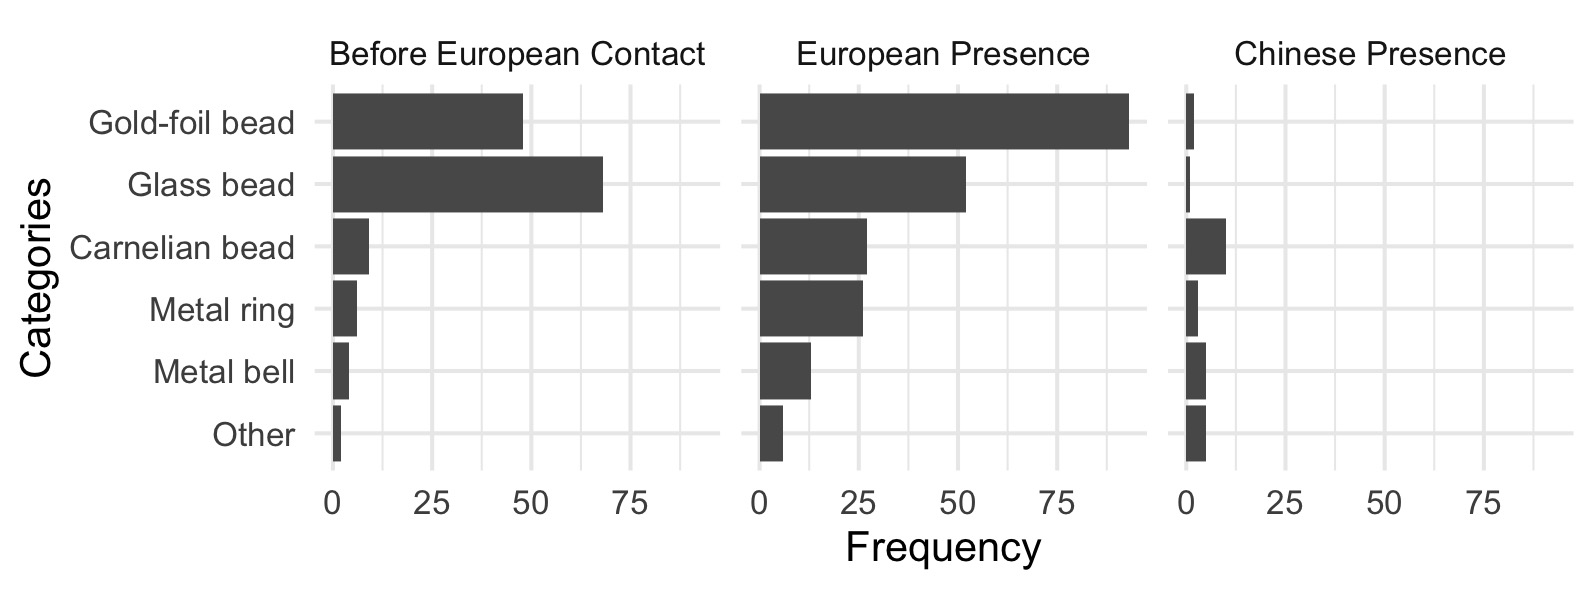 Before European Contact
European Presence
Chinese Presence
Categories
Gold-foil bead
Glass bead
Carnelian bead
Metal ring
Metal bell
Other
0 25 50 75
0 25 50 75
0 25 50 75
Frequency